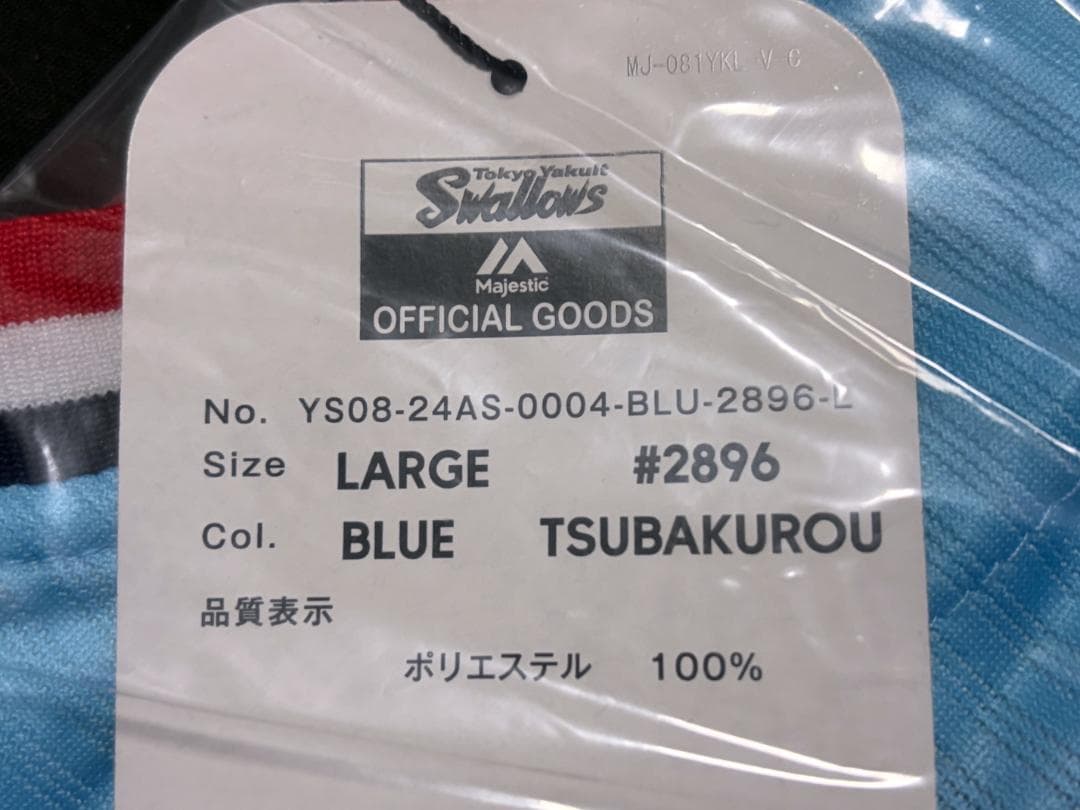 MJ-081YKL V C
Tokyo Yakult
Swallows
Majestic
OFFICIAL GOODS
No. YS08-24AS-0004-BLU-2896-L
Size LARGE #2896
Col. BLUE TSUBAKUROU
品質表示
ポリエステル 100%